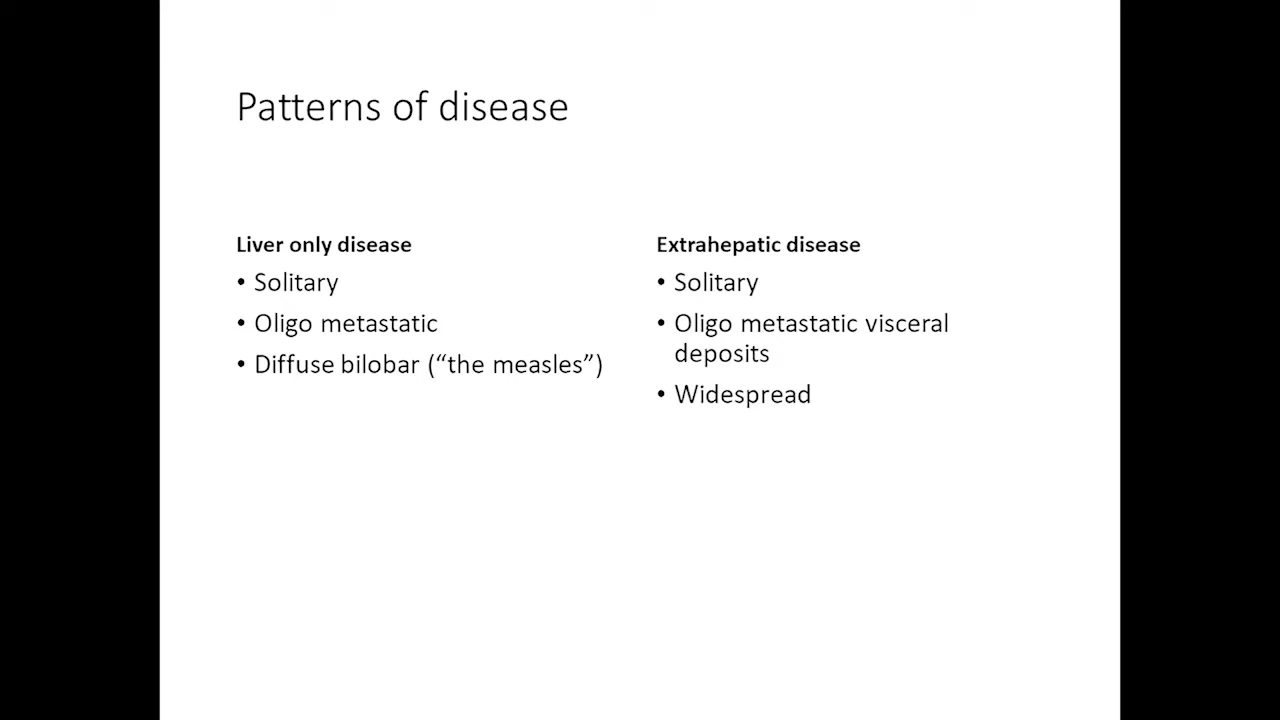 Patterns of disease
Liver only disease
• Solitary
• Oligo metastatic
• Diffuse bilobar (“the measles”)
Extrahepatic disease
• Solitary
• Oligo metastatic visceral
deposits
• Widespread